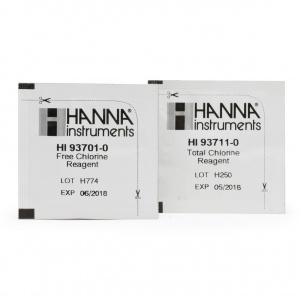 HANNA
instruments
HI 93701-0
Free Chlorine
Reagent
LOT H774
EXP 06/2018
HANNA
instruments
HI 93711-0
Total Chlorine
Reagent
LOT H250
EXP 05/2018